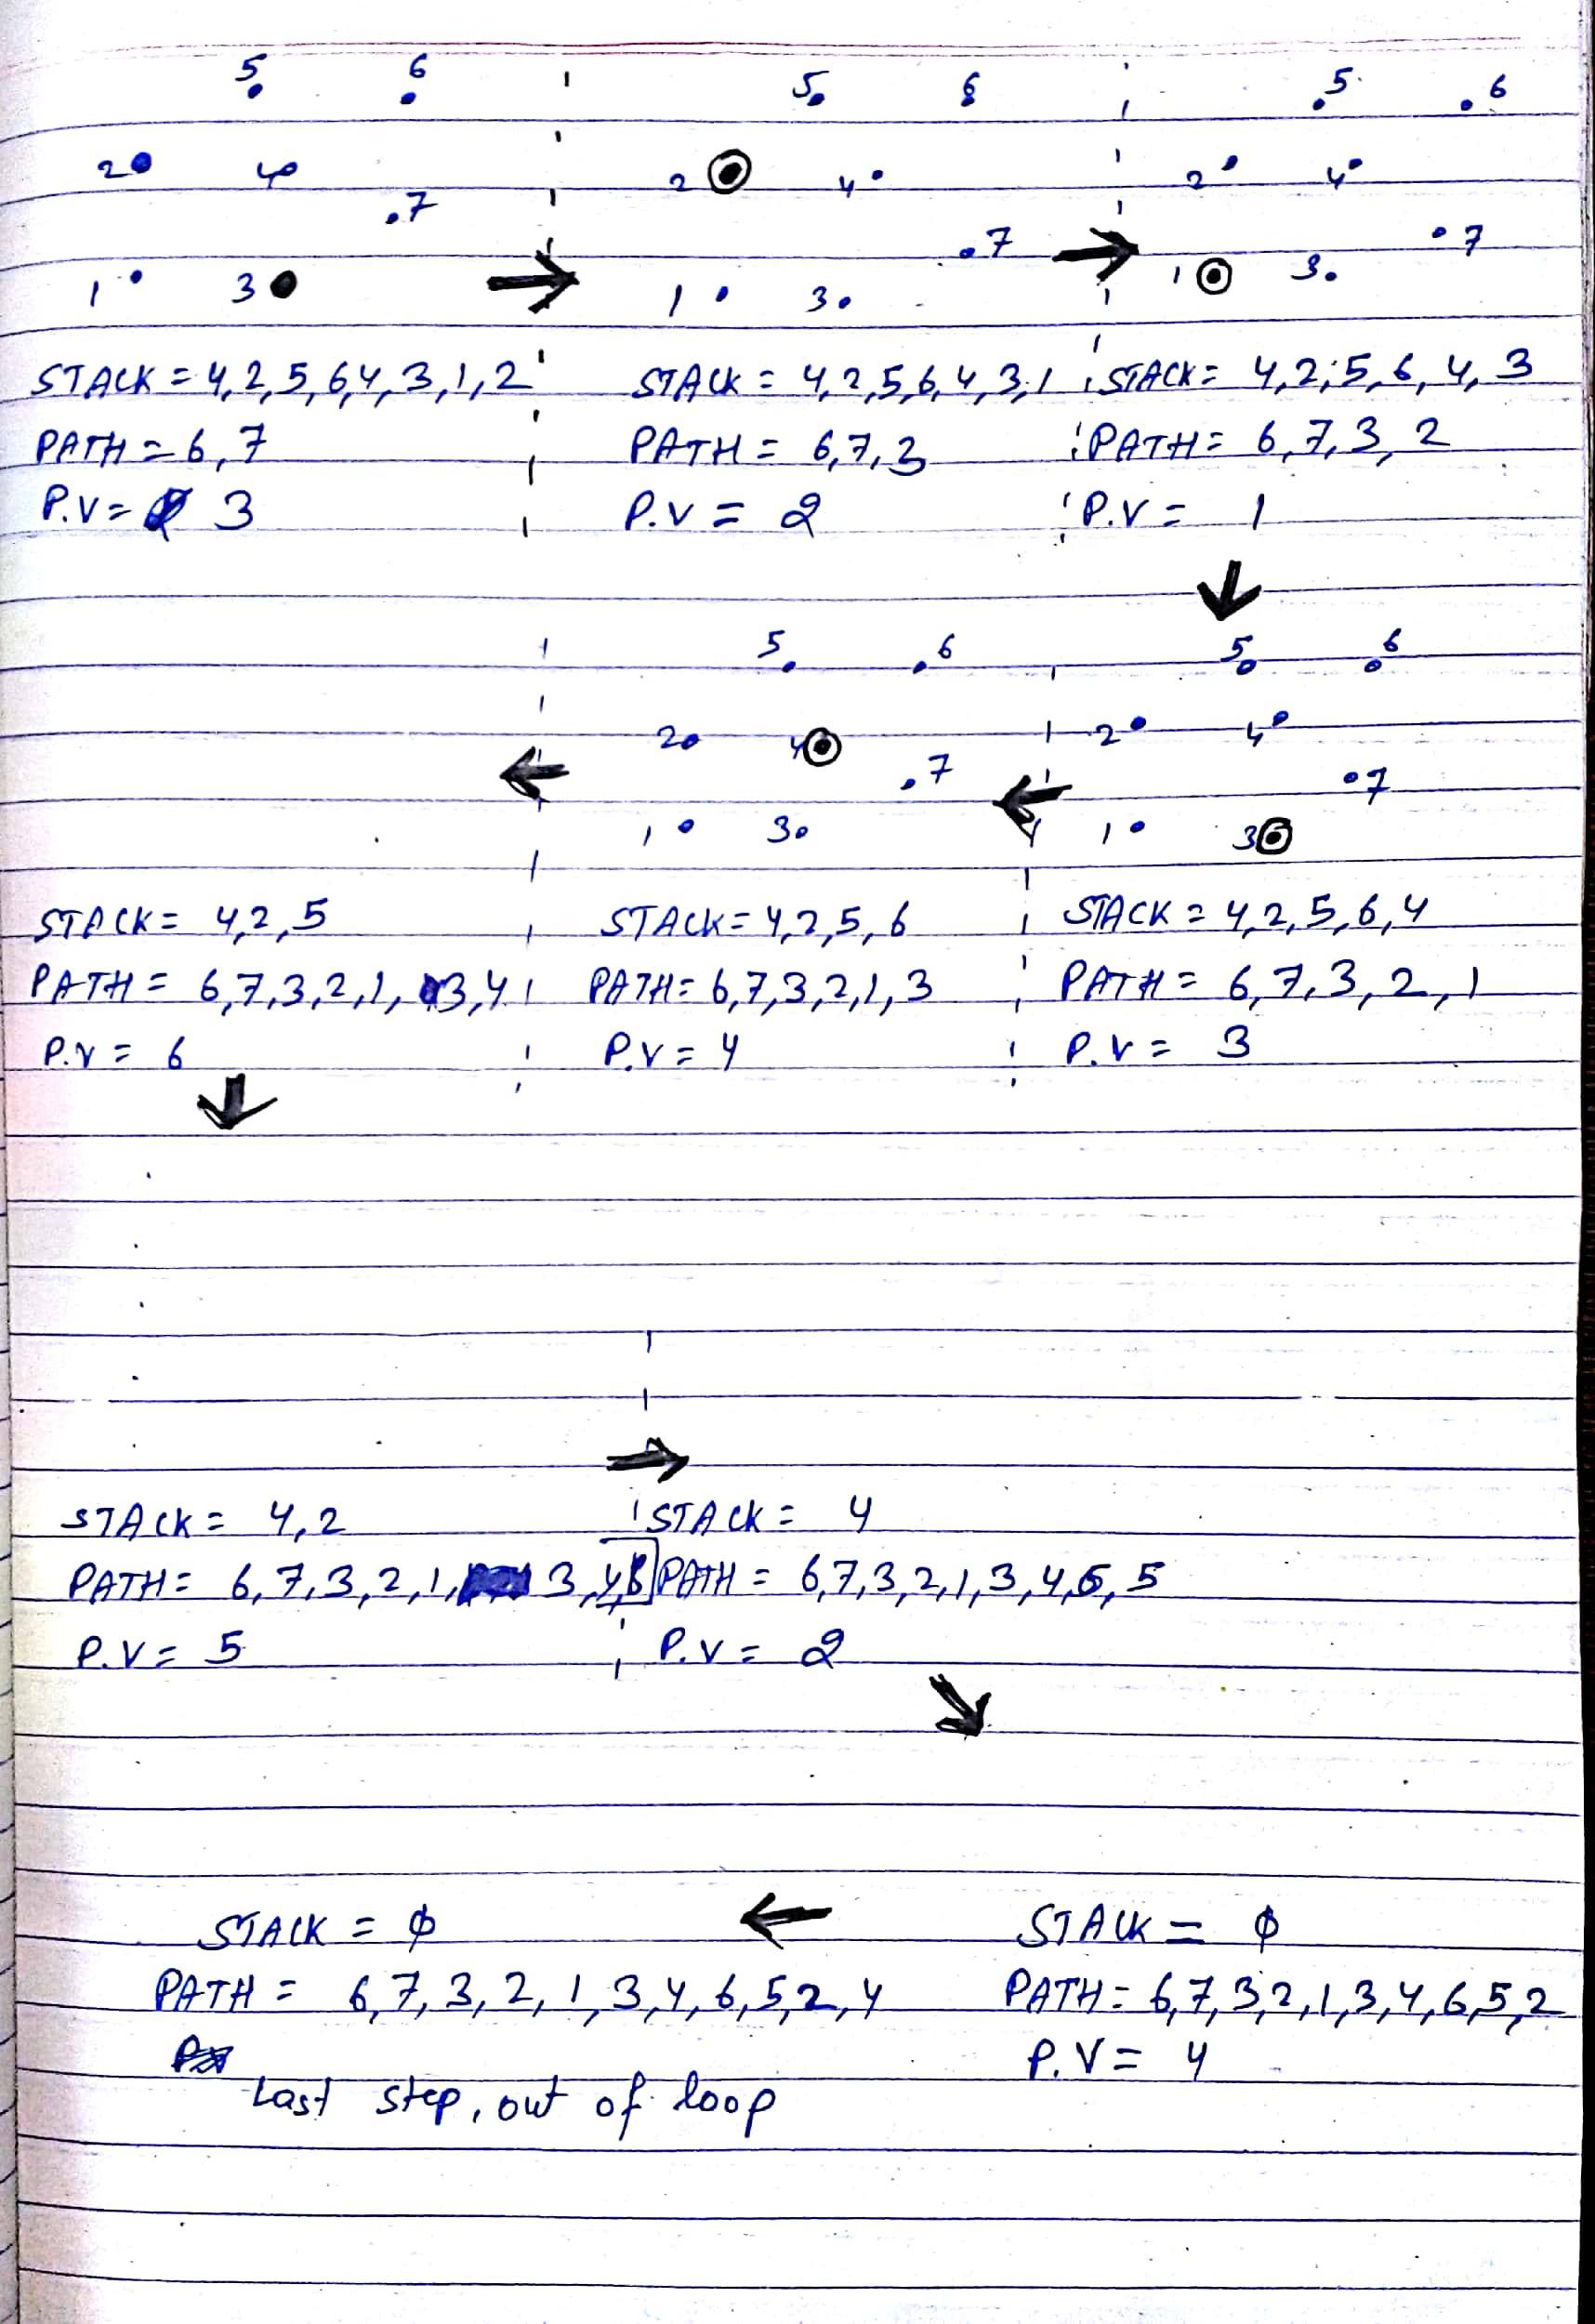 5 6
2 4
7
1 3
STACK = 4,2,5,6,4,3,1,2
PATH = 6,7
P.V = 3
5 6
2 4
7
1 3
STACK = 4,2,5,6,4,3,1
PATH = 6,7,3
P.V = 2
5 6
2 4
7
1 3
STACK = 4,2,5,6,4,3
PATH = 6,7,3,2
P.V = 1
5 6
2 4
7
1 3
STACK = 4,2,5,6,4
PATH = 6,7,3,2,1
P.V = 3
5 6
2 4
7
1 3
STACK = 4,2,5,6
PATH = 6,7,3,2,1,3
P.V = 4
STACK = 4,2,5
PATH = 6,7,3,2,1,3,4
P.V = 6
STACK = 4,2
PATH = 6,7,3,2,1,3,4,6
P.V = 5
STACK = 4
PATH = 6,7,3,2,1,3,4,6,5
P.V = 2
STACK = ϕ
PATH = 6,7,3,2,1,3,4,6,5,2
P.V = 4
STACK = ϕ
PATH = 6,7,3,2,1,3,4,6,5,2,4
Last step, out of loop